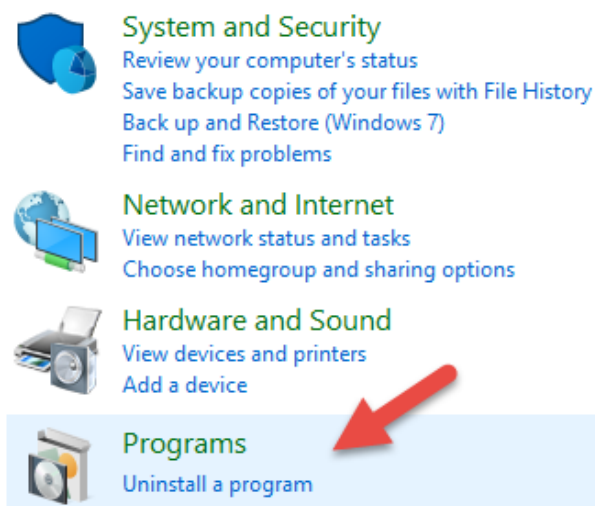 System and Security
Review your computer's status
Save backup copies of your files with File History
Back up and Restore (Windows 7)
Find and fix problems
Network and Internet
View network status and tasks
Choose homegroup and sharing options
Hardware and Sound
View devices and printers
Add a device
Programs
Uninstall a program